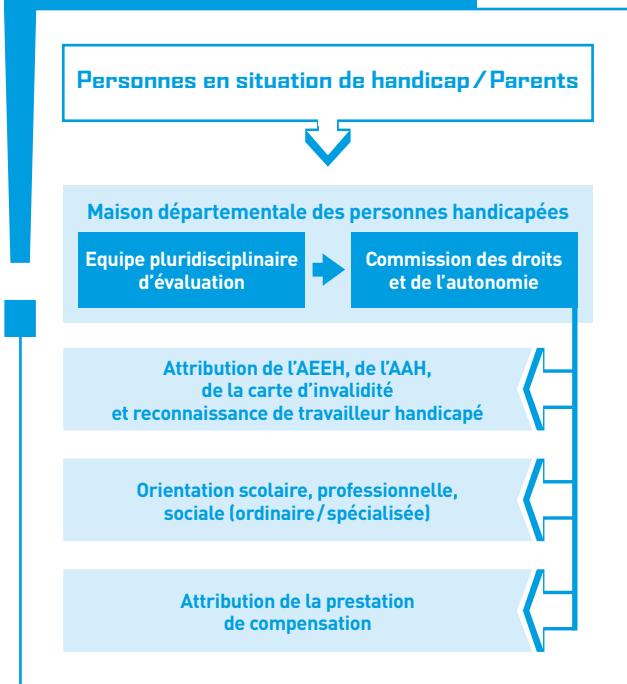 Personnes en situation de handicap / Parents
Maison départementale des personnes handicapées
Equipe pluridisciplinaire
d'évaluation
Commission des droits
et de l'autonomie
Attribution de l'AEEH, de l'AAH,
de la carte d'invalidité
et reconnaissance de travailleur handicapé
Orientation scolaire, professionnelle,
sociale (ordinaire / spécialisée)
Attribution de la prestation
de compensation